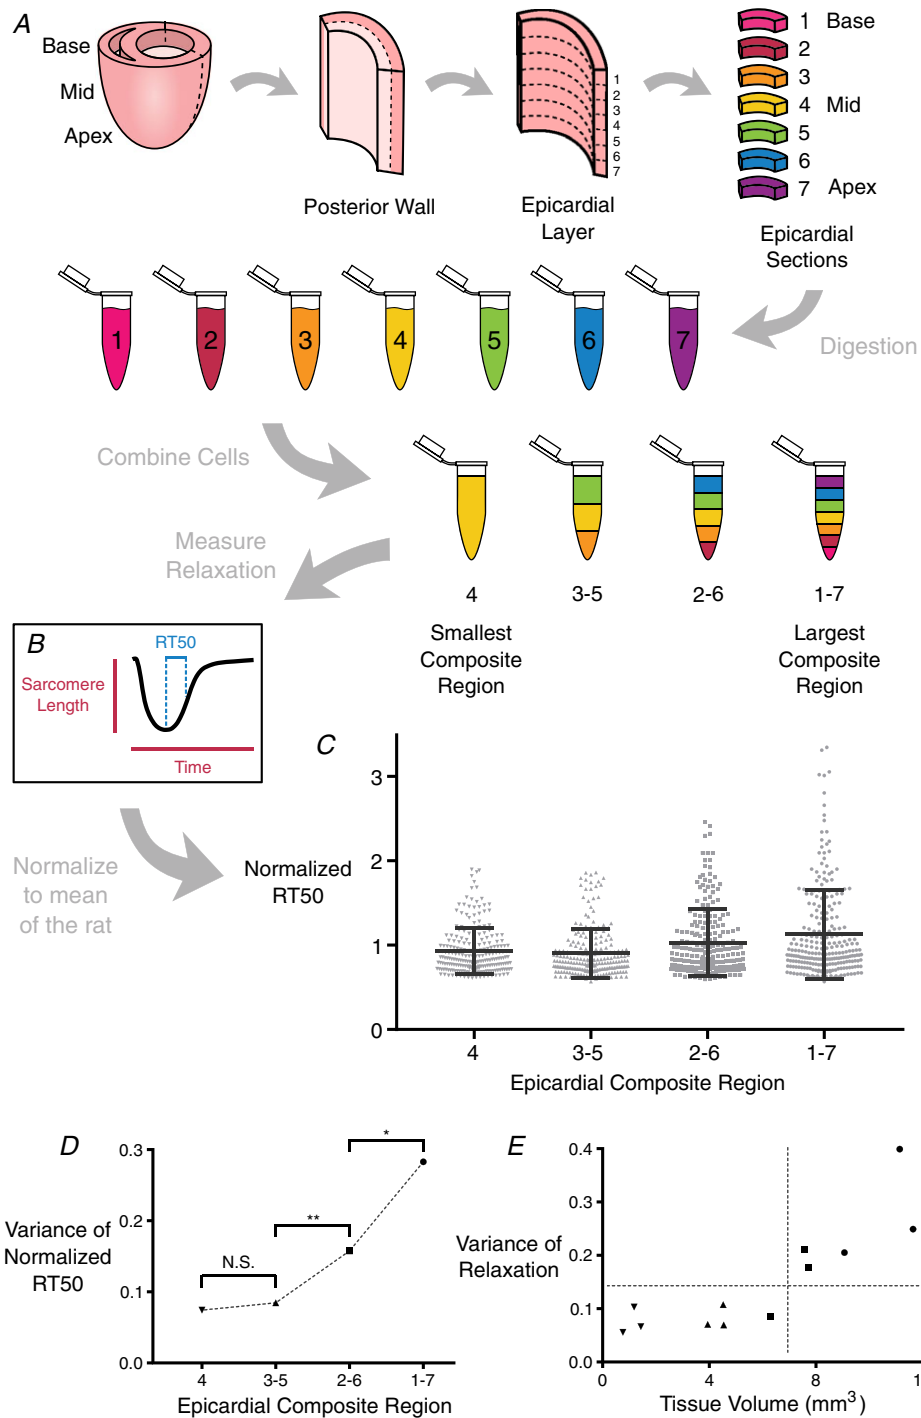 A
Base
Mid
Apex
1
2
3
4
5
6
7
1 Base
2
3
4 Mid
5
6
7 Apex
Posterior Wall
Epicardial
Layer
Epicardial
Sections
1
2
3
4
5
6
7
Digestion
Combine Cells
Measure
Relaxation
4
3-5
2-6
1-7
Smallest
Composite
Region
Largest
Composite
Region
B
RT50
Sarcomere
Length
Time
Normalize
to mean
of the rat
C
Normalized
RT50
3
2
1
0
4
3-5
2-6
1-7
Epicardial Composite Region
D
Variance of
Normalized
RT50
0.3
0.2
0.1
0.0
N.S.
**
*
4
3-5
2-6
1-7
Epicardial Composite Region
E
Variance of
Relaxation
0.4
0.3
0.2
0.1
0.0
0
4
8
1
Tissue Volume (mm³)